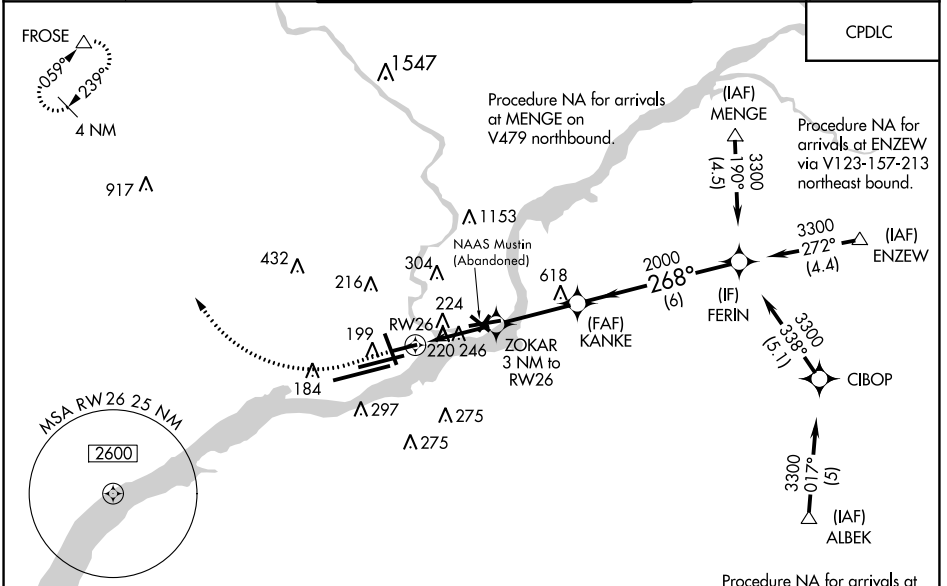 CPDLC
FROSE
059°
239°
4 NM
1547
Procedure NA for arrivals
at MENGE on
V479 northbound.
(IAF)
MENGE
3300
190°
(4.5)
Procedure NA for
arrivals at ENZEW
via V123-157-213
northeast bound.
917
1153
NAAS Mustin
(Abandoned)
3300
272°
(4.4)
(IAF)
ENZEW
432
216
304
618
2000
268°
(6)
(IF)
FERIN
224
RW26
199
220
246
(FAF)
KANKE
ZOKAR
3 NM to
RW26
3300
338°
(5.1)
CIBOP
184
297
275
275
MSA RW26 25 NM
2600
3300
017°
(5)
(IAF)
ALBEK
Procedure NA for arrivals at